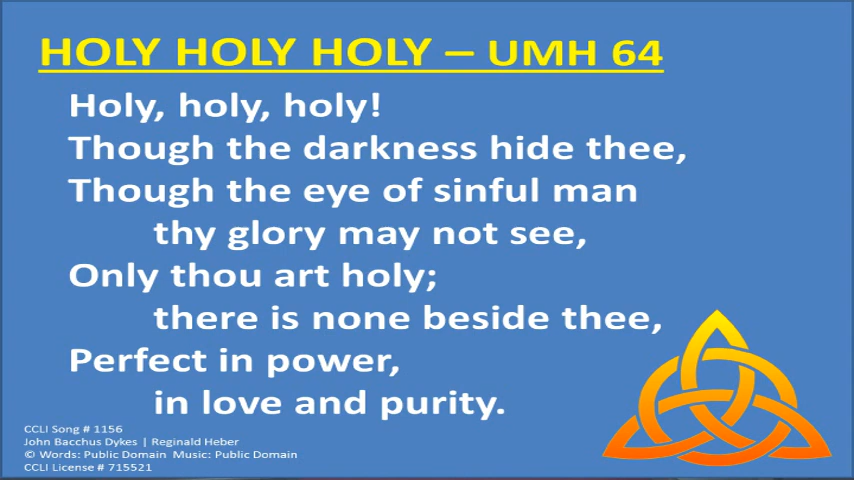 HOLY HOLY HOLY – UMH 64
Holy, holy, holy!
Though the darkness hide thee,
Though the eye of sinful man
thy glory may not see,
Only thou art holy;
there is none beside thee,
Perfect in power,
in love and purity.
CCLI Song # 1156
John Bacchus Dykes | Reginald Heber
© Words: Public Domain Music: Public Domain
CCLI License # 715521